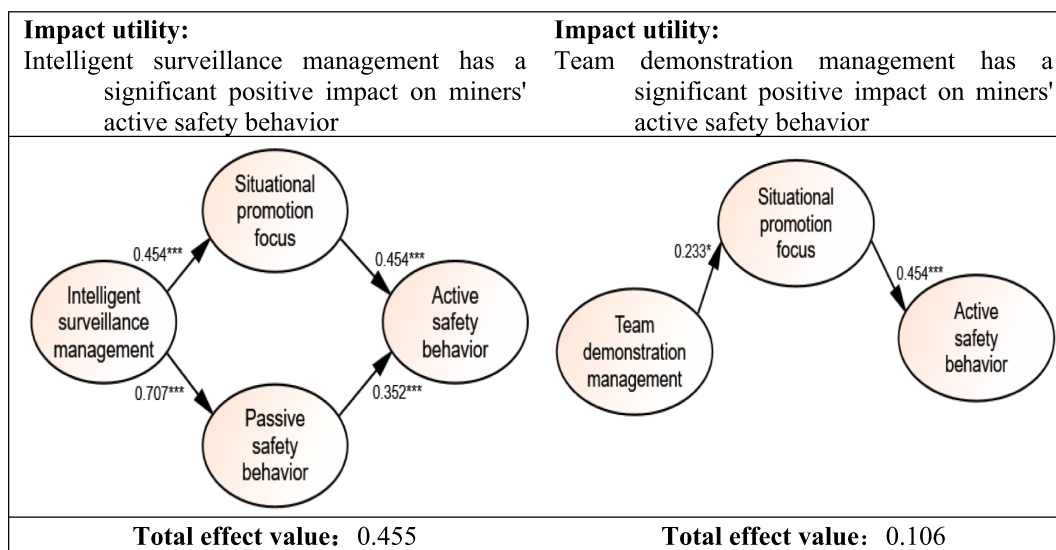 Impact utility:
Intelligent surveillance management has a
significant positive impact on miners'
active safety behavior
Impact utility:
Team demonstration management has a
significant positive impact on miners'
active safety behavior
Situational
promotion
focus
0.454***
0.454***
Intelligent
surveillance
management
Active
safety
behavior
0.707***
0.352***
Passive
safety
behavior
Situational
promotion
focus
0.233*
0.454***
Team
demonstration
management
Active
safety
behavior
Total effect value: 0.455
Total effect value: 0.106